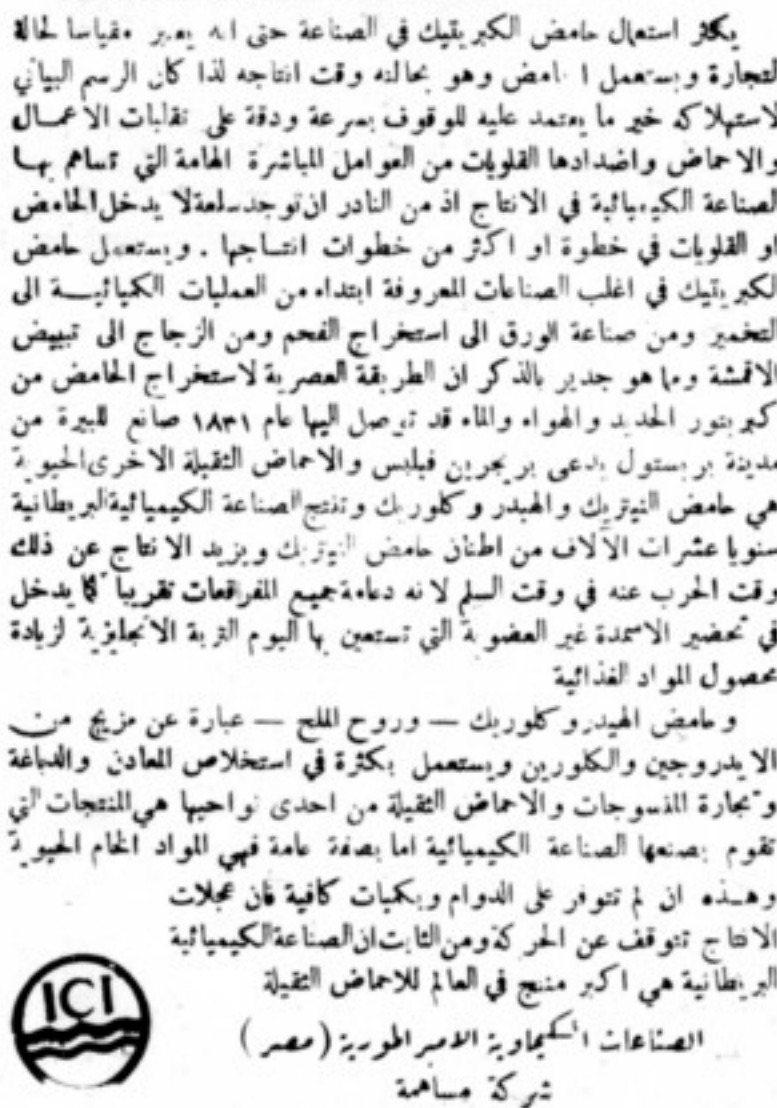 يكثر استعمال حامض الكبريتيك في الصناعة حتى انه يعتبر مقياسا لحالة
التجارة ويستعمل الحامض وهو بحالته وقت انتاجه لذا كان الرسم البياني
لاستهلاكه خير ما يعتمد عليه للوقوف بسرعة ودقة على تقلبات الاعمال
والاحماض واضدادها القلويات من العوامل المباشرة الهامة التي تساهم بها
الصناعة الكيميائية في الانتاج اذ من النادر ان توجد سلعة لا يدخل الحامض
او القلويات في خطوة او اكثر من خطوات انتاجها . ويستعمل حامض
الكبريتيك في اغلب الصناعات المعروفة ابتداء من العمليات الكميائية الى
التخمير ومن صناعة الورق الى استخراج الفحم ومن الزجاج الى تبييض
الاقمشة وما هو جدير بالذكر ان الطريقة العصرية لاستخراج الحامض من
كبريتور الحديد والهواء والماء قد توصل اليها عام ١٨٣١ صانع للبيرة من
مدينة بريستول يدعى بريجرين فيلبس والاحماض الثقيلة الاخرى الحيوية
هي حامض النيتريك والهيدروكلوريك وتنتج الصناعة الكيميائية البريطانية
سنويا عشرات الآلاف من اطنان حامض النيتريك ويزيد الانتاج عن ذلك
وقت الحرب عنه في وقت السلم لانه دعامة جميع المفرقعات تقريبا كما يدخل
في تحضير الاسمدة غير العضوية التي تستعين بها اليوم التربة الانجليزية لزيادة
محصول المواد الغذائية
وحامض الهيدروكلوريك — وروح الملح — عبارة عن مزيج من
الايدروجين والكلورين ويستعمل بكثرة في استخلاص المعادن والدباغة
وتجارة المنسوجات والاحماض الثقيلة من احدى نواحيها هي المنتجات التي
تقوم بصنعها الصناعة الكيميائية اما بصفة عامة فهي المواد الخام الحيوية
وهذه ان لم تتوفر على الدوام وبكميات كافية فان عجلات
الانتاج تتوقف عن الحركة ومن الثابت ان الصناعة الكيميائية
البريطانية هي اكبر منتج في العالم للاحماض الثقيلة
ICI
الصناعات الكيماوية الامبراطورية (مصر)
شركة مساهمة